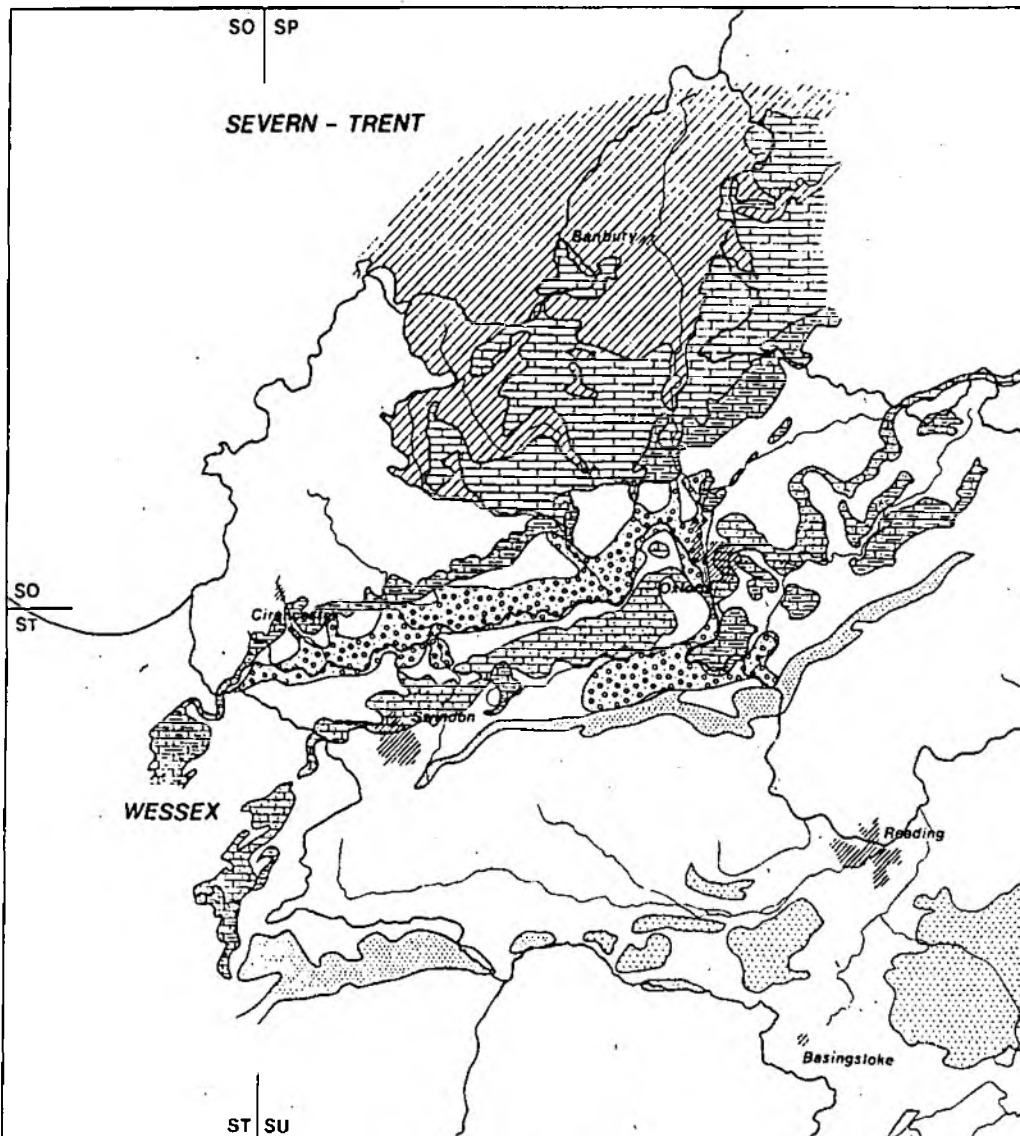 SO SP
SEVERN - TRENT
Banbury
SO
ST
Cirencester
Oxford
Swindon
WESSEX
Reading
Basingstoke
ST SU